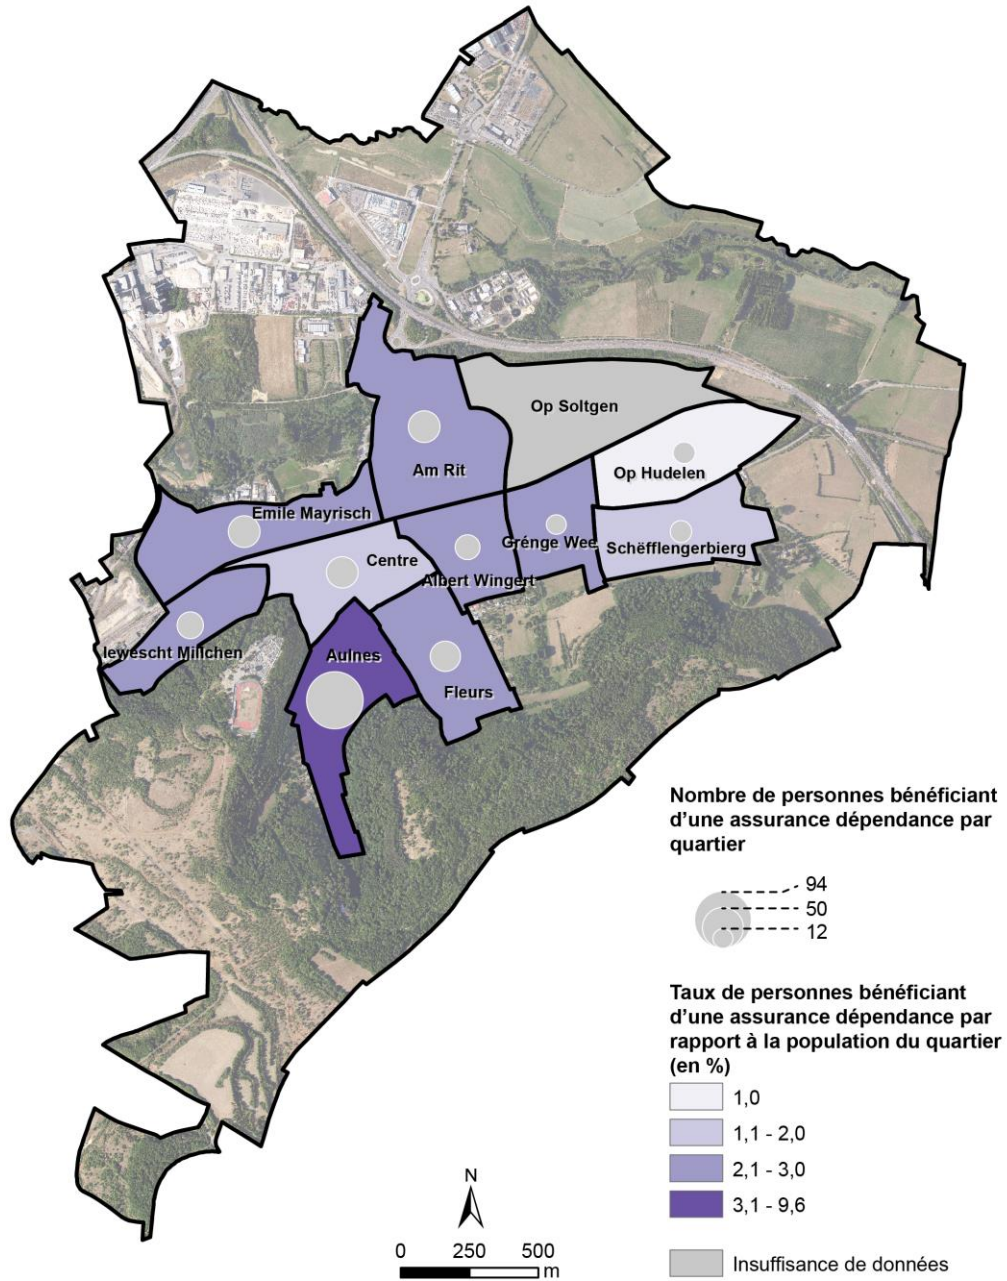 Op Soltgen
Am Rit
Op Hudelen
Emile Mayrisch
Grénge Wee
Schëfflengerbierg
Centre
Albert Wingert
Iewescht Millchen
Aulnes
Fleurs
Nombre de personnes bénéficiant
d'une assurance dépendance par
quartier
94
50
12
Taux de personnes bénéficiant
d'une assurance dépendance par
rapport à la population du quartier
(en %)
1,0
1,1 - 2,0
2,1 - 3,0
3,1 - 9,6
Insuffisance de données
N
0 250 500
m